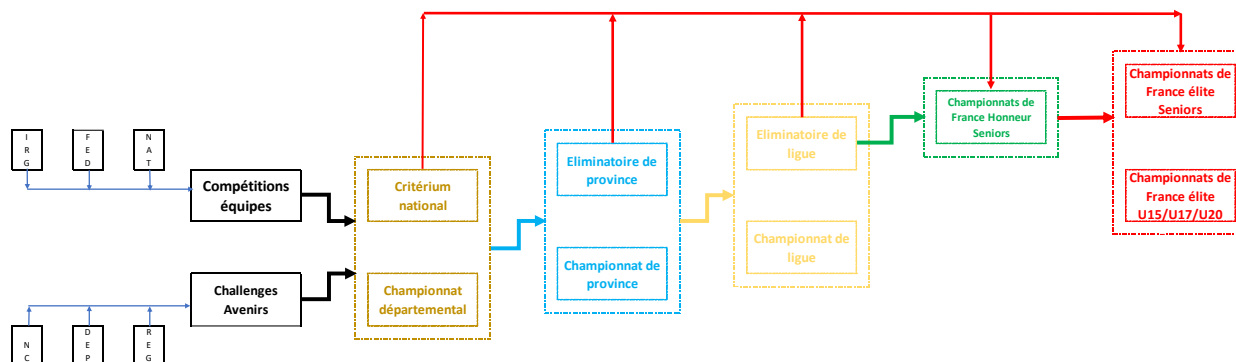 I
R
G
F
E
D
N
A
T
Compétitions
équipes
Challenges
Avenirs
NC
D
E
P
R
E
G
Critérium
national
Championnat
départemental
Eliminatoire de
province
Championnat de
province
Eliminatoire de
ligue
Championnat de
ligue
Championnats de
France Honneur
Seniors
Championnats de
France élite
Seniors
Championnats de
France élite
U15/U17/U20